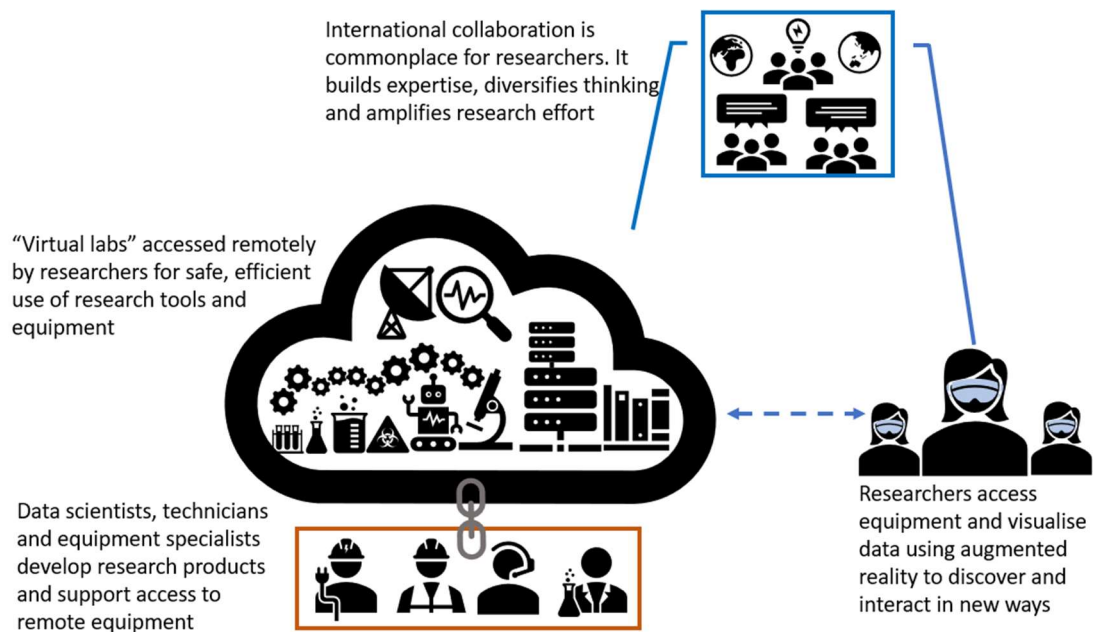 International collaboration is
commonplace for researchers. It
builds expertise, diversifies thinking
and amplifies research effort
“Virtual labs” accessed remotely
by researchers for safe, efficient
use of research tools and
equipment
Data scientists, technicians
and equipment specialists
develop research products
and support access to
remote equipment
Researchers access
equipment and visualise
data using augmented
reality to discover and
interact in new ways